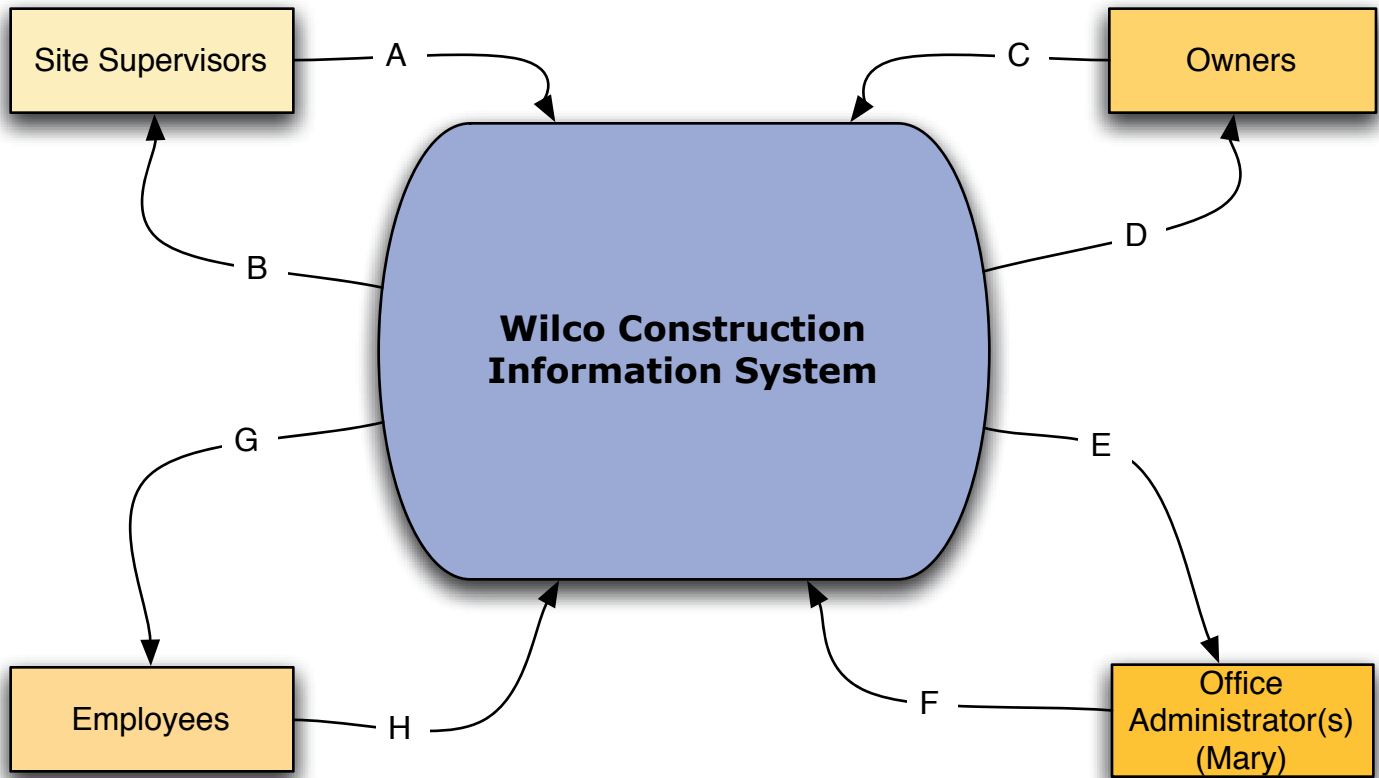 Site Supervisors
A
C
Owners
B
D
Wilco Construction
Information System
G
E
Employees
H
F
Office
Administrator(s)
(Mary)